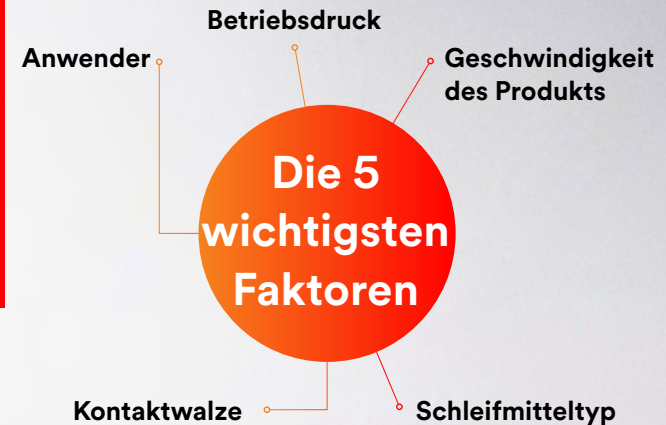 Betriebsdruck
Anwender
Geschwindigkeit
des Produkts
Die 5
wichtigsten
Faktoren
Kontaktwalze
Schleifmitteltyp